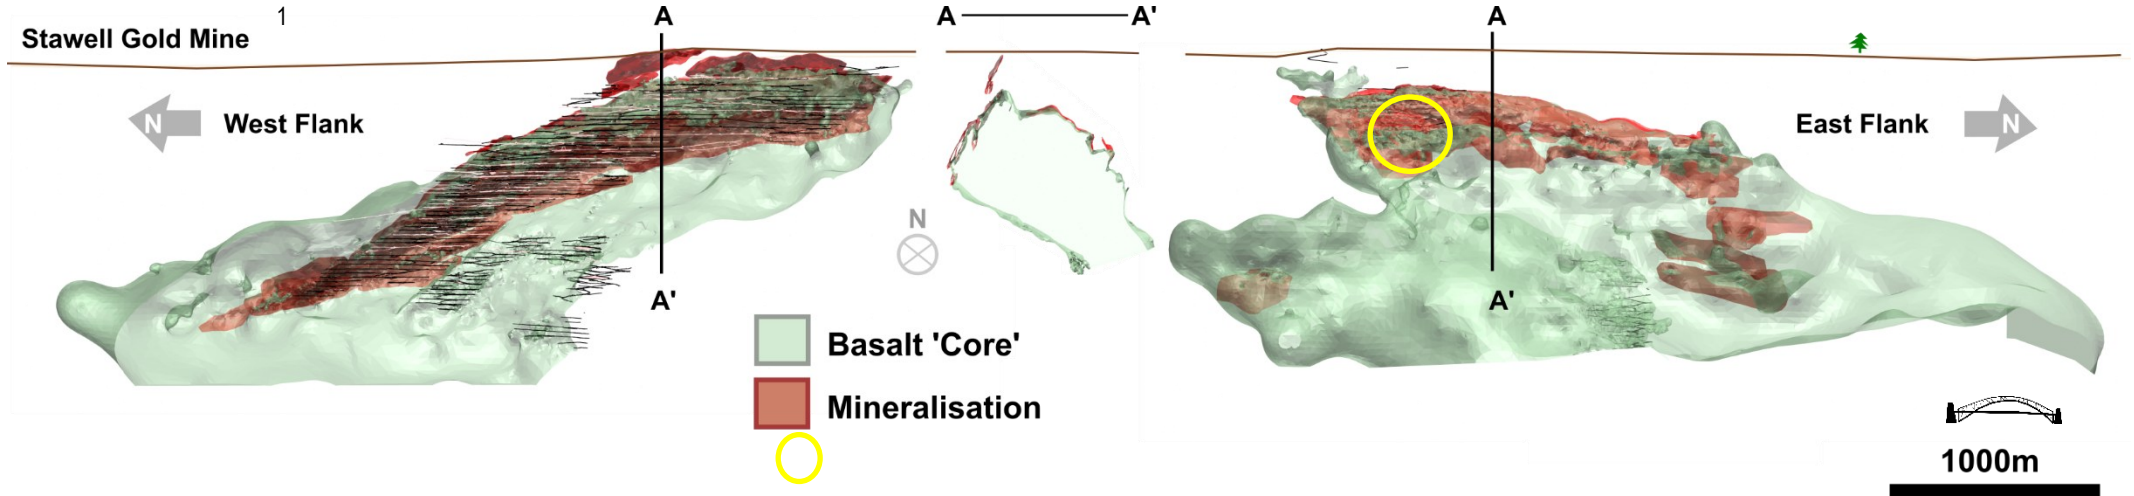 1
A
A
A'
A
Stawell Gold Mine
N
West Flank
East Flank
N
N
A'
A'
Basalt 'Core'
Mineralisation
1000m